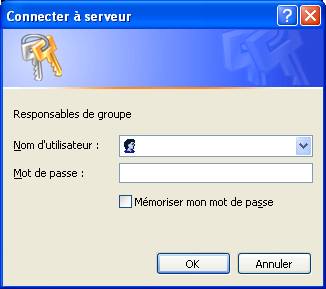 Connecter à serveur
Responsables de groupe
Nom d'utilisateur :
Mot de passe :
Mémoriser mon mot de passe
OK
Annuler